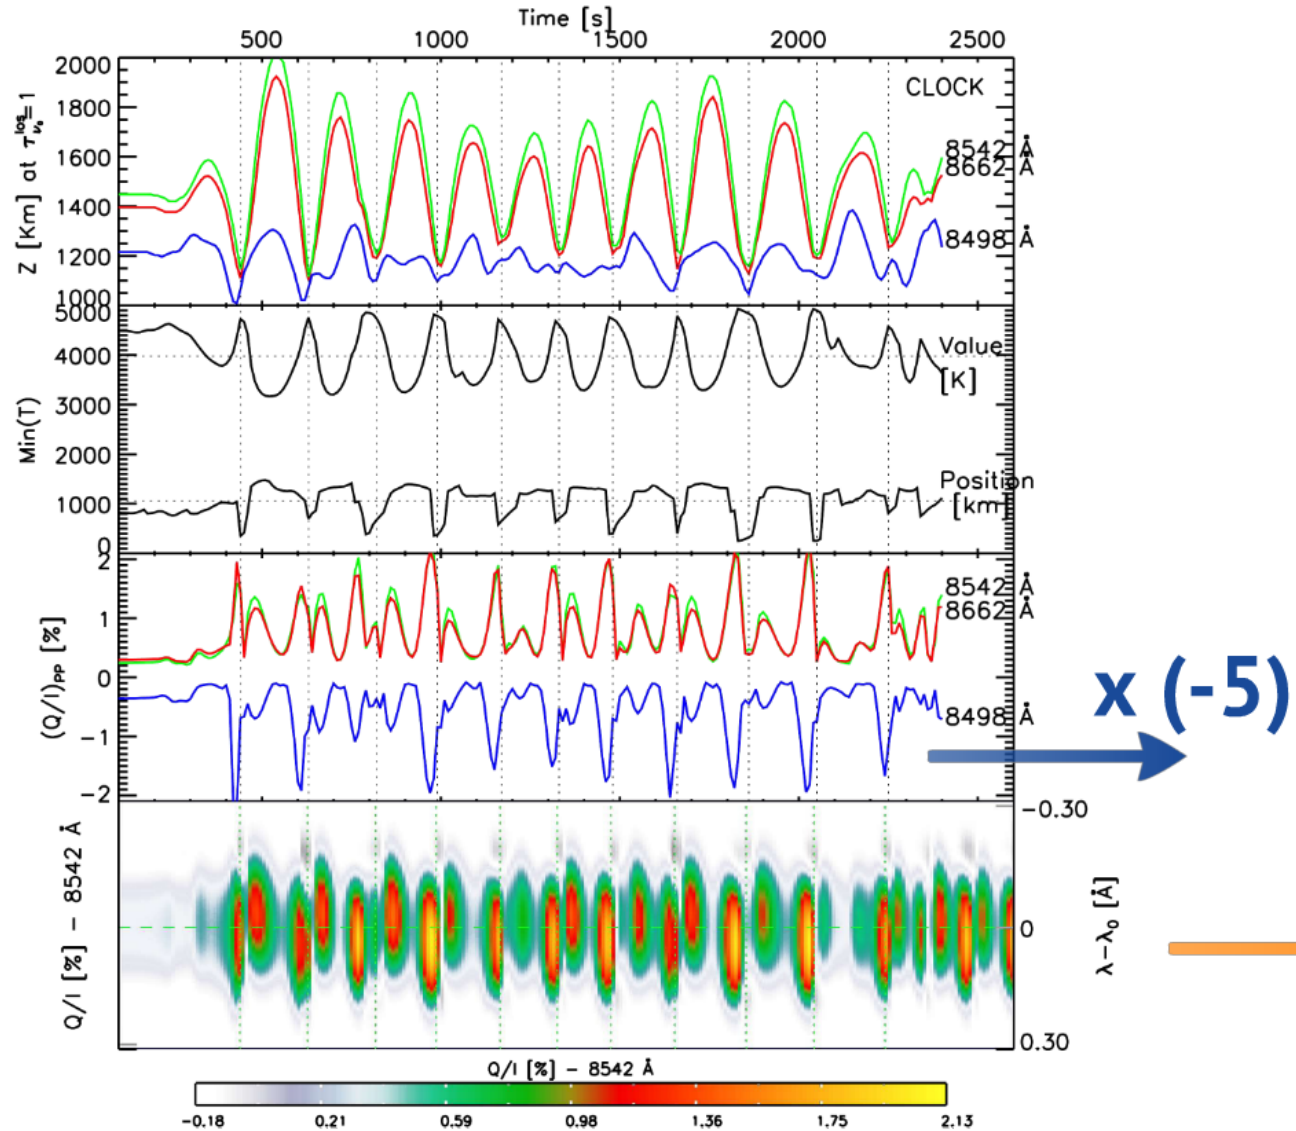 Time [s]
500 1000 1500 2000 2500
2000
1800
1600
1400
1200
1000
Z [Km] at τ_ν₀^los = 1
CLOCK
8542 Å
8662 Å
8498 Å
5000
4000
3000
2000
1000
0
Min(T)
Value
[K]
Position
[km]
2
1
0
−1
−2
(Q/I)PP [%]
8542 Å
8662 Å
8498 Å
x (-5)
Q/I [%] − 8542 Å
−0.30
0
0.30
λ−λ₀ [Å]
Q/I [%] − 8542 Å
−0.18 0.21 0.59 0.98 1.36 1.75 2.13